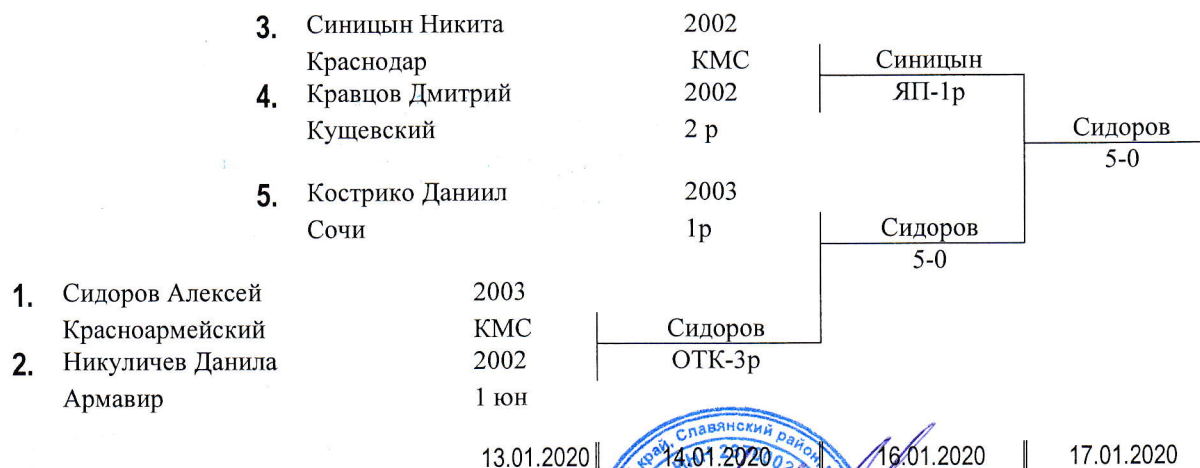 3. Синицын Никита 2002
Краснодар КМС Синицын
4. Кравцов Дмитрий 2002 ЯП-1р
Кущевский 2 р Сидоров
5-0
5. Кострико Даниил 2003
Сочи 1р Сидоров
5-0
1. Сидоров Алексей 2003
Красноармейский КМС Сидоров
2. Никуличев Данила 2002 ОТК-3р
Армавир 1 юн
край, Славянский район
13.01.2020 14.01.2020 16.01.2020 17.01.2020